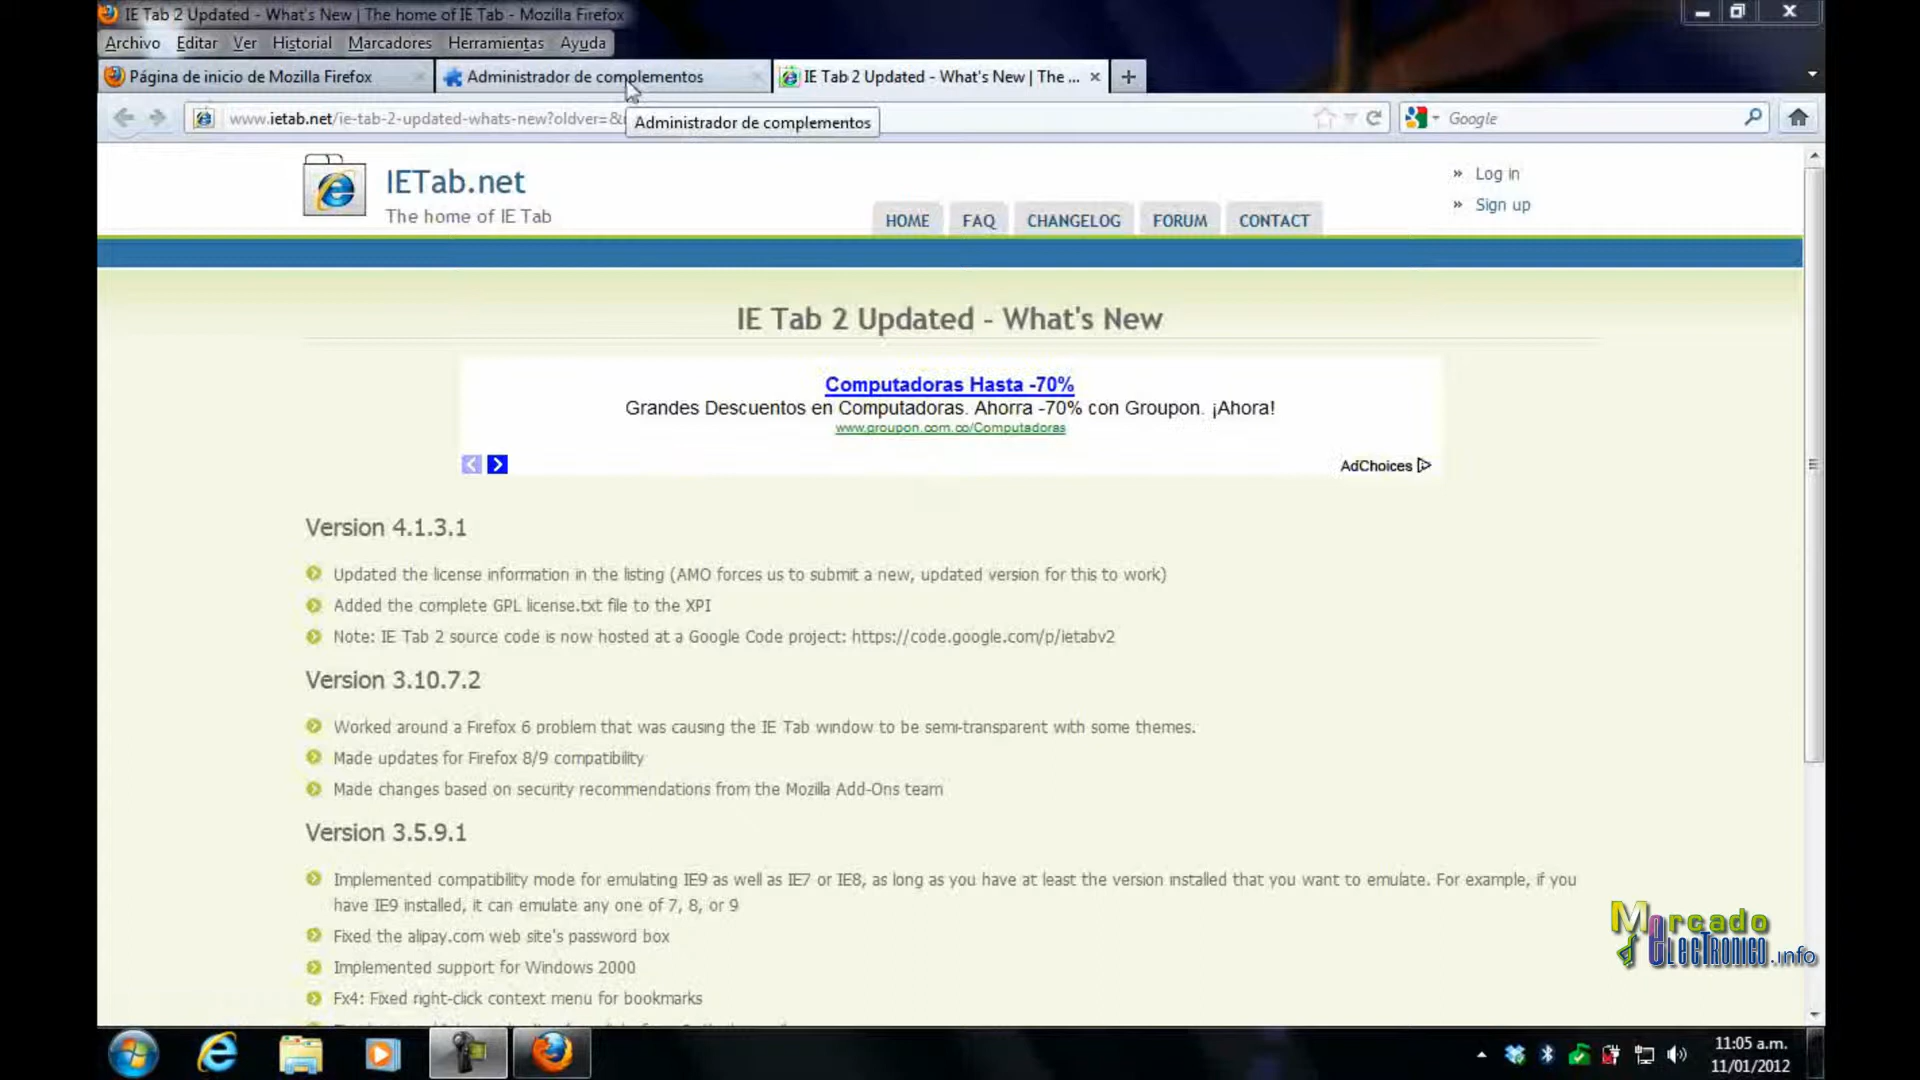 IE Tab 2 Updated - What's New | The home of IE Tab - Mozilla Firefox
Archivo Editar Ver Historial Marcadores Herramientas Ayuda
Página de inicio de Mozilla Firefox
Administrador de complementos
IE Tab 2 Updated - What's New | The ...
www.ietab.net/ie-tab-2-updated-whats-new?oldver=&
Administrador de complementos
Google
IETab.net
The home of IE Tab
Log in
Sign up
HOME FAQ CHANGELOG FORUM CONTACT
IE Tab 2 Updated - What's New
Computadoras Hasta -70%
Grandes Descuentos en Computadoras. Ahorra -70% con Groupon. ¡Ahora!
www.groupon.com.co/Computadoras
AdChoices
Version 4.1.3.1
Updated the license information in the listing (AMO forces us to submit a new, updated version for this to work)
Added the complete GPL license.txt file to the XPI
Note: IE Tab 2 source code is now hosted at a Google Code project: https://code.google.com/p/ietabv2
Version 3.10.7.2
Worked around a Firefox 6 problem that was causing the IE Tab window to be semi-transparent with some themes.
Made updates for Firefox 8/9 compatibility
Made changes based on security recommendations from the Mozilla Add-Ons team
Version 3.5.9.1
Implemented compatibility mode for emulating IE9 as well as IE7 or IE8, as long as you have at least the version installed that you want to emulate. For example, if you
have IE9 installed, it can emulate any one of 7, 8, or 9
Fixed the alipay.com web site's password box
Implemented support for Windows 2000
Fx4: Fixed right-click context menu for bookmarks
Mercado
electronico.info
11:05 a.m.
11/01/2012